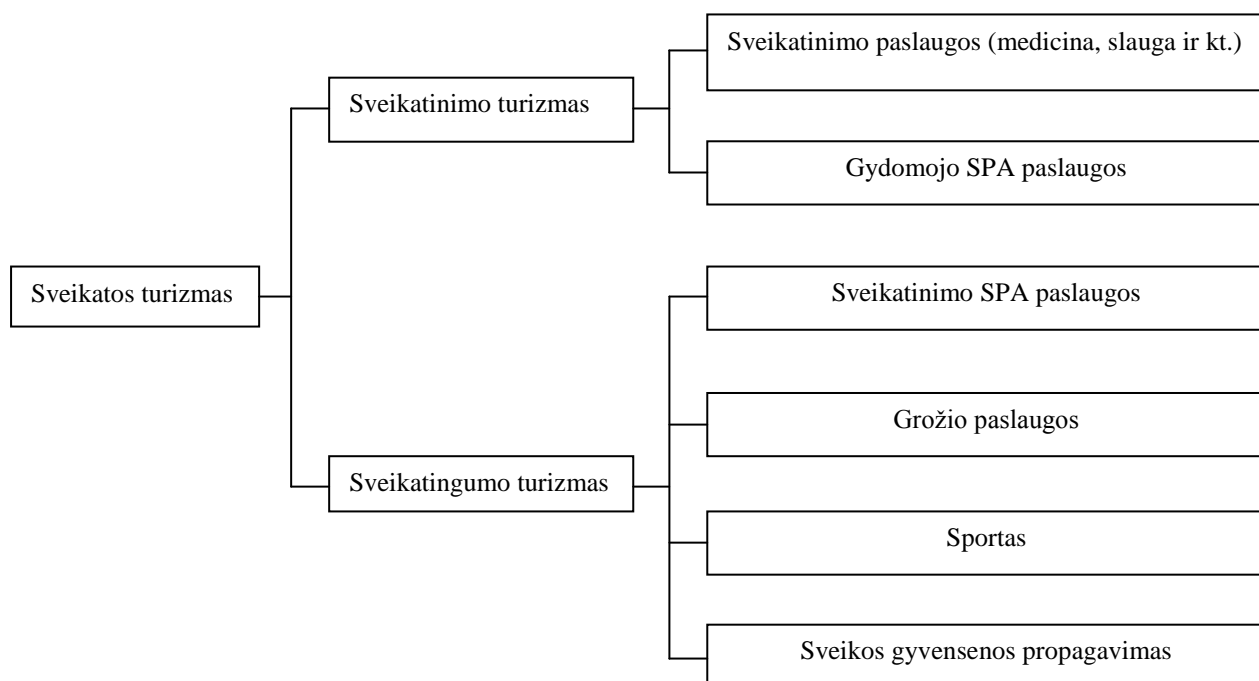 Sveikatos turizmas
Sveikatinimo turizmas
Sveikatinimo paslaugos (medicina, slauga ir kt.)
Gydomojo SPA paslaugos
Sveikatingumo turizmas
Sveikatinimo SPA paslaugos
Grožio paslaugos
Sportas
Sveikos gyvensenos propagavimas